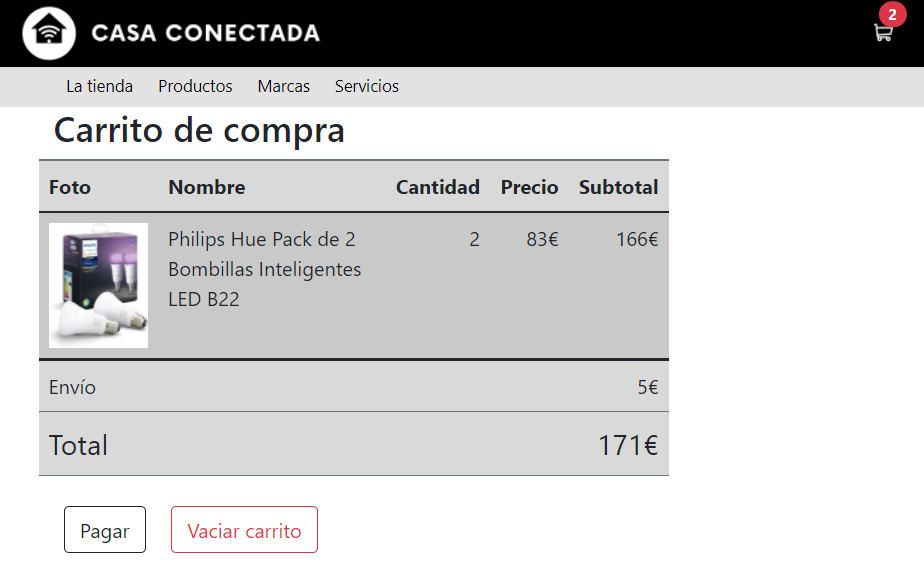 CASA CONECTADA
2
La tienda Productos Marcas Servicios
Carrito de compra
Foto Nombre Cantidad Precio Subtotal
Philips Hue Pack de 2 2 83€ 166€
Bombillas Inteligentes
LED B22
Envío 5€
Total 171€
Pagar Vaciar carrito